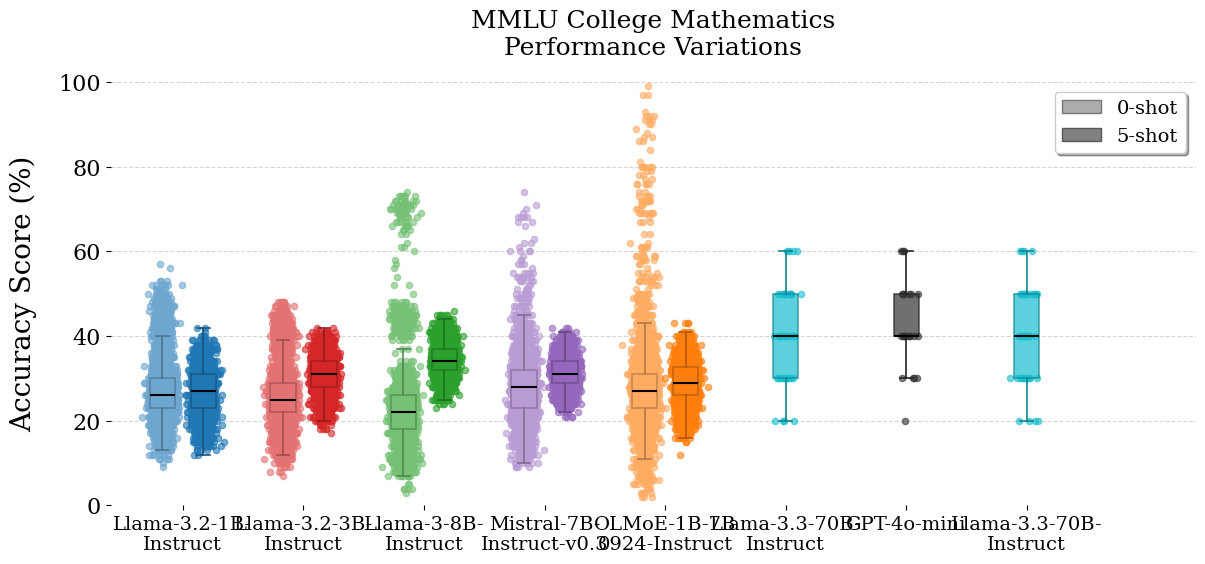 MMLU College Mathematics
Performance Variations
Accuracy Score (%)
100
80
60
40
20
0
0-shot
5-shot
Llama-3.2-1B-
Instruct
Llama-3.2-3B-
Instruct
Llama-3-8B-
Instruct
Mistral-7B-
Instruct-v0.3
OLMoE-1B-7B-
0924-Instruct
Llama-3.3-70B-
Instruct
GPT-4o-mini
Llama-3.3-70B-
Instruct